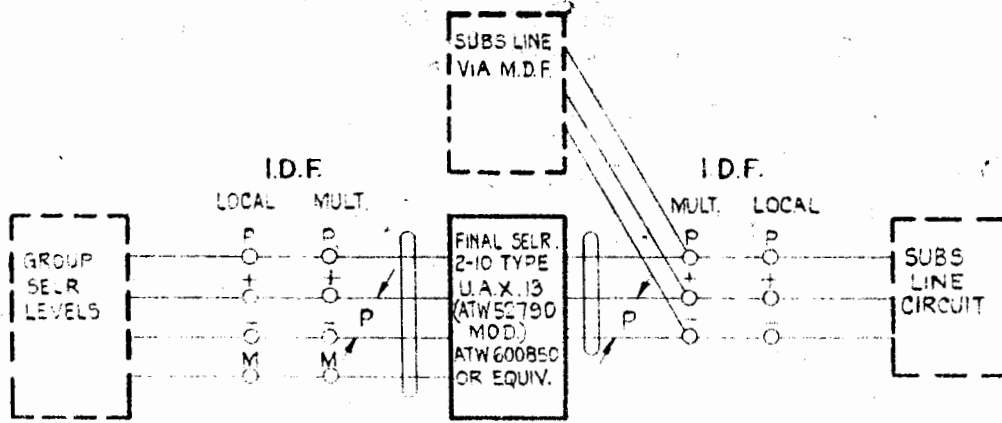 SUBS LINE
VIA M.D.F.
I.D.F.
I.D.F.
LOCAL MULT.
MULT. LOCAL
P P
P P
+ +
+ +
- -
- -
M M
P
P
GROUP
SELR
LEVELS
FINAL SELR.
2-10 TYPE
U.A.X. 13
(ATW 52790
MOD.)
ATW 600850
OR EQUIV.
SUBS
LINE
CIRCUIT